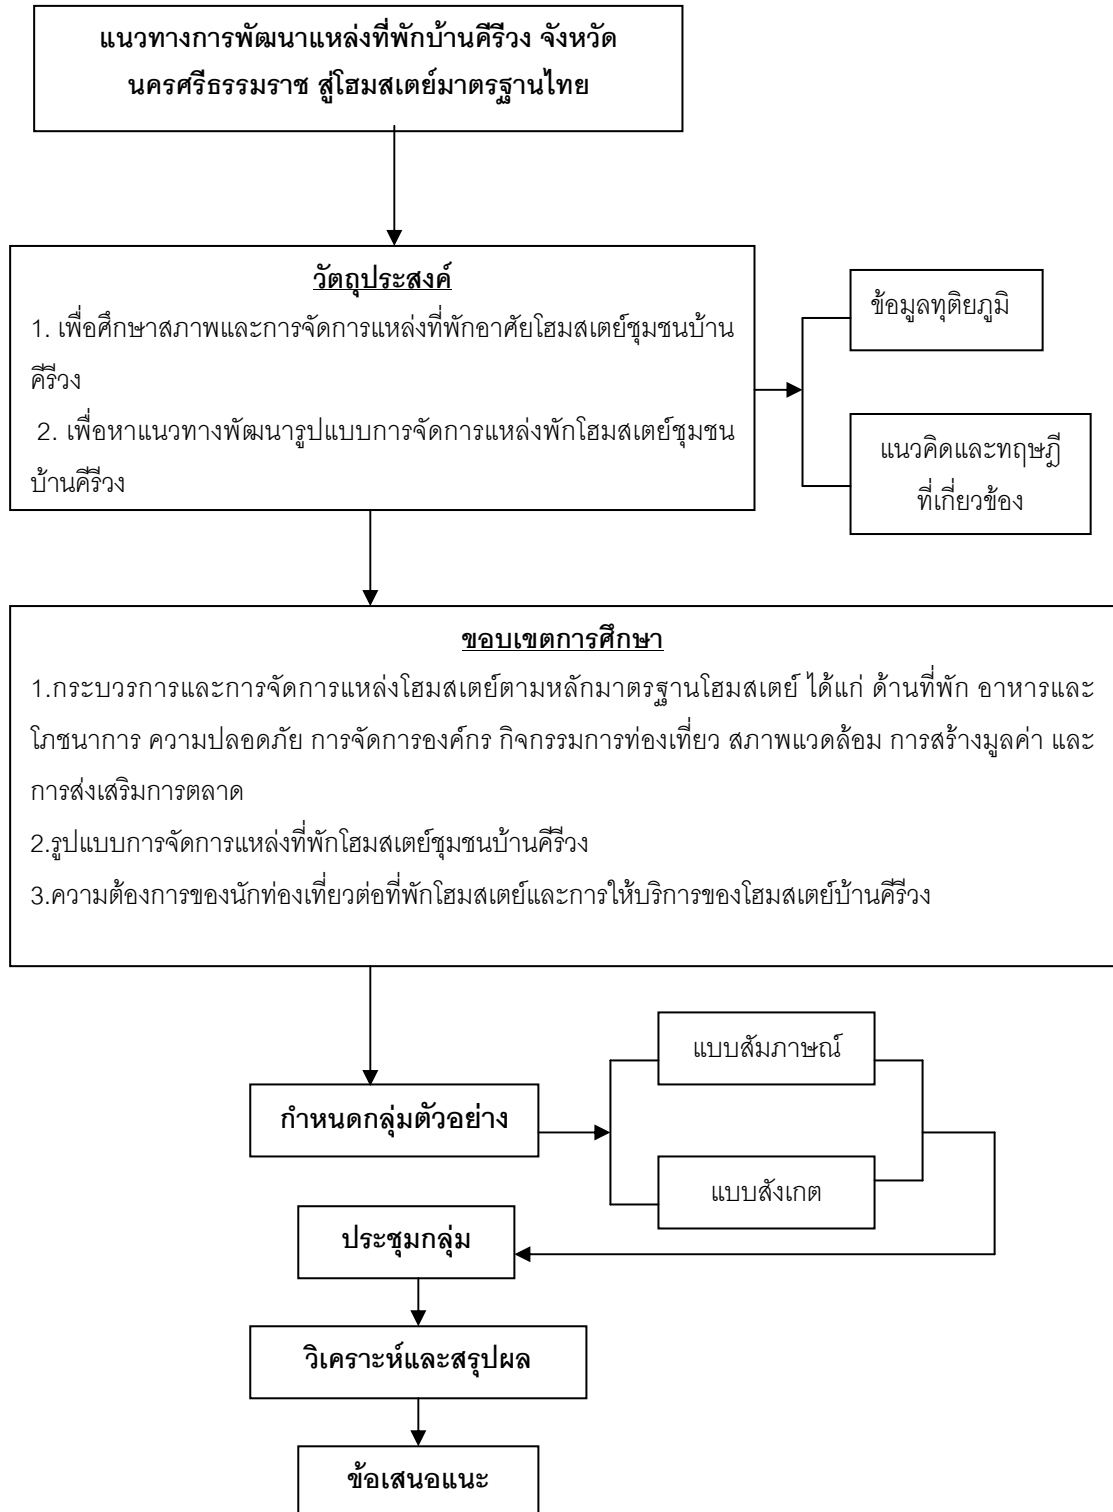 แนวทางการพัฒนาแหล่งที่พักบ้านคีรีวง จังหวัด
นครศรีธรรมราช สู่โฮมสเตย์มาตรฐานไทย
วัตถุประสงค์
1. เพื่อศึกษาสภาพและการจัดการแหล่งที่พักอาศัยโฮมสเตย์ชุมชนบ้าน
คีรีวง
2. เพื่อหาแนวทางพัฒนารูปแบบการจัดการแหล่งพักโฮมสเตย์ชุมชน
บ้านคีรีวง
ข้อมูลทุติยภูมิ
แนวคิดและทฤษฎี
ที่เกี่ยวข้อง
ขอบเขตการศึกษา
1.กระบวรการและการจัดการแหล่งโฮมสเตย์ตามหลักมาตรฐานโฮมสเตย์ ได้แก่ ด้านที่พัก อาหารและ
โภชนาการ ความปลอดภัย การจัดการองค์กร กิจกรรมการท่องเที่ยว สภาพแวดล้อม การสร้างมูลค่า และ
การส่งเสริมการตลาด
2.รูปแบบการจัดการแหล่งที่พักโฮมสเตย์ชุมชนบ้านคีรีวง
3.ความต้องการของนักท่องเที่ยวต่อที่พักโฮมสเตย์และการให้บริการของโฮมสเตย์บ้านคีรีวง
กำหนดกลุ่มตัวอย่าง
แบบสัมภาษณ์
แบบสังเกต
ประชุมกลุ่ม
วิเคราะห์และสรุปผล
ข้อเสนอแนะ